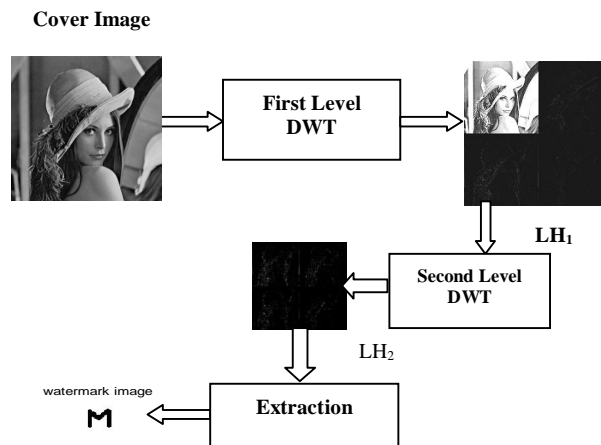 Cover Image
First Level
DWT
LH1
Second Level
DWT
LH2
Extraction
watermark image
M